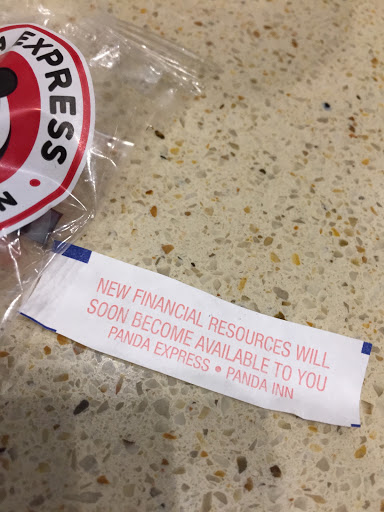 EXPRESS
NEW FINANCIAL RESOURCES WILL
SOON BECOME AVAILABLE TO YOU
PANDA EXPRESS • PANDA INN